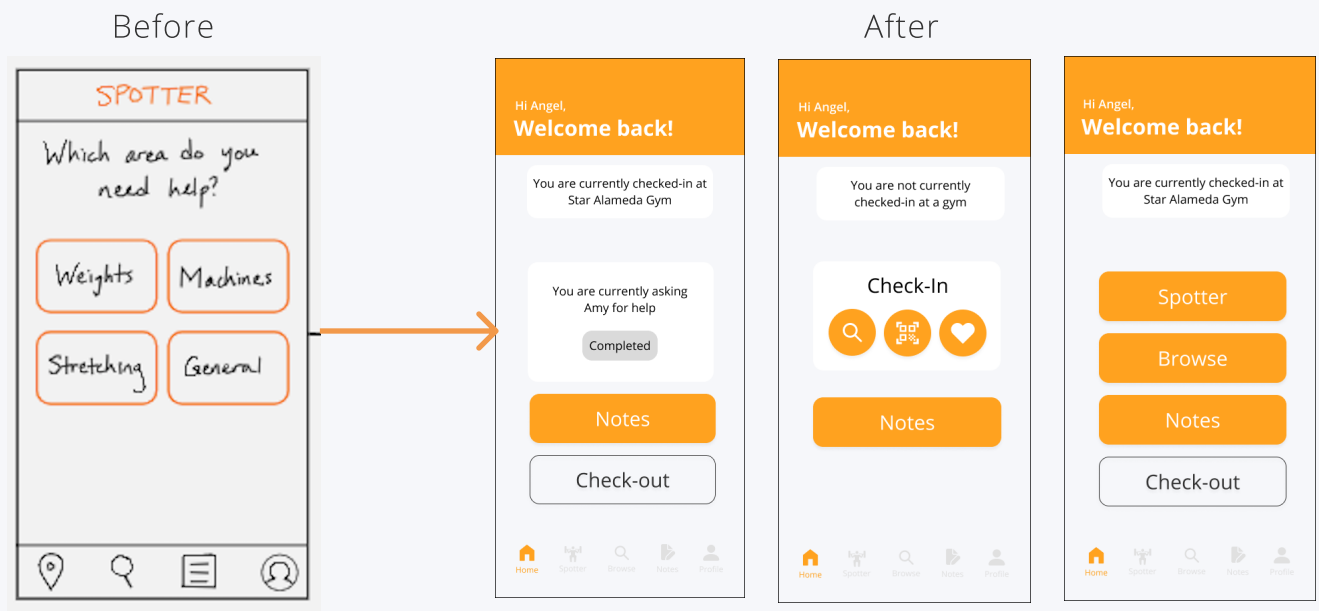 Before
After
SPOTTER
Which area do you
need help?
Weights
Machines
Stretching
General
Hi Angel,
Welcome back!
You are currently checked-in at
Star Alameda Gym
You are currently asking
Amy for help
Completed
Notes
Check-out
Home
Spotter
Browse
Notes
Profile
Hi Angel,
Welcome back!
You are not currently
checked-in at a gym
Check-In
Notes
Home
Spotter
Browse
Notes
Profile
Hi Angel,
Welcome back!
You are currently checked-in at
Star Alameda Gym
Spotter
Browse
Notes
Check-out
Home
Spotter
Browse
Notes
Profile